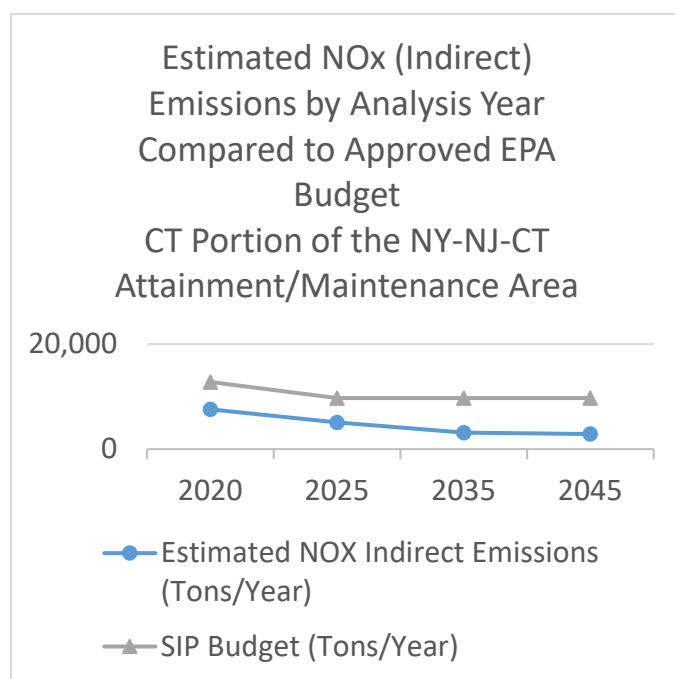 Estimated NOx (Indirect)
Emissions by Analysis Year
Compared to Approved EPA
Budget
CT Portion of the NY-NJ-CT
Attainment/Maintenance Area
20,000
0
2020 2025 2035 2045
Estimated NOX Indirect Emissions
(Tons/Year)
SIP Budget (Tons/Year)